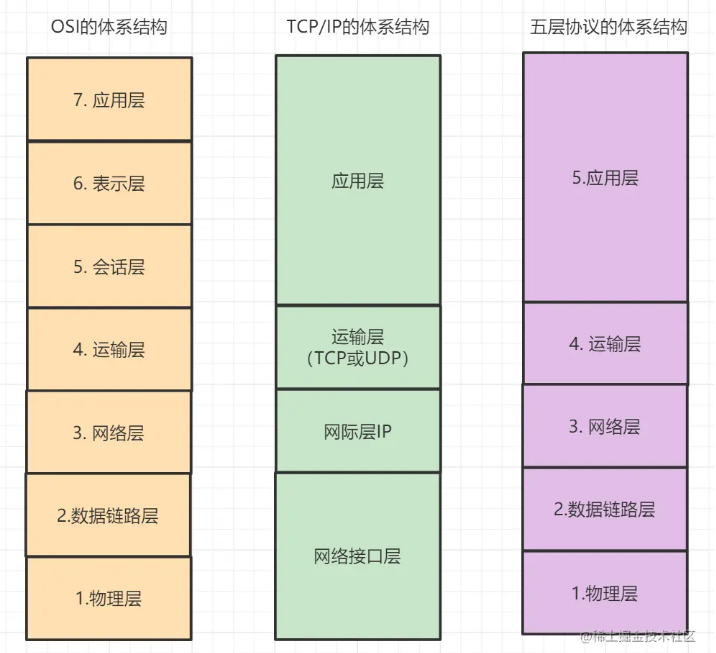 OSI的体系结构
TCP/IP的体系结构
五层协议的体系结构
7. 应用层
6. 表示层
5. 会话层
4. 运输层
3. 网络层
2.数据链路层
1.物理层
应用层
运输层
（TCP或UDP）
网际层IP
网络接口层
5.应用层
4. 运输层
3. 网络层
2.数据链路层
1.物理层
@稀土掘金技术社区